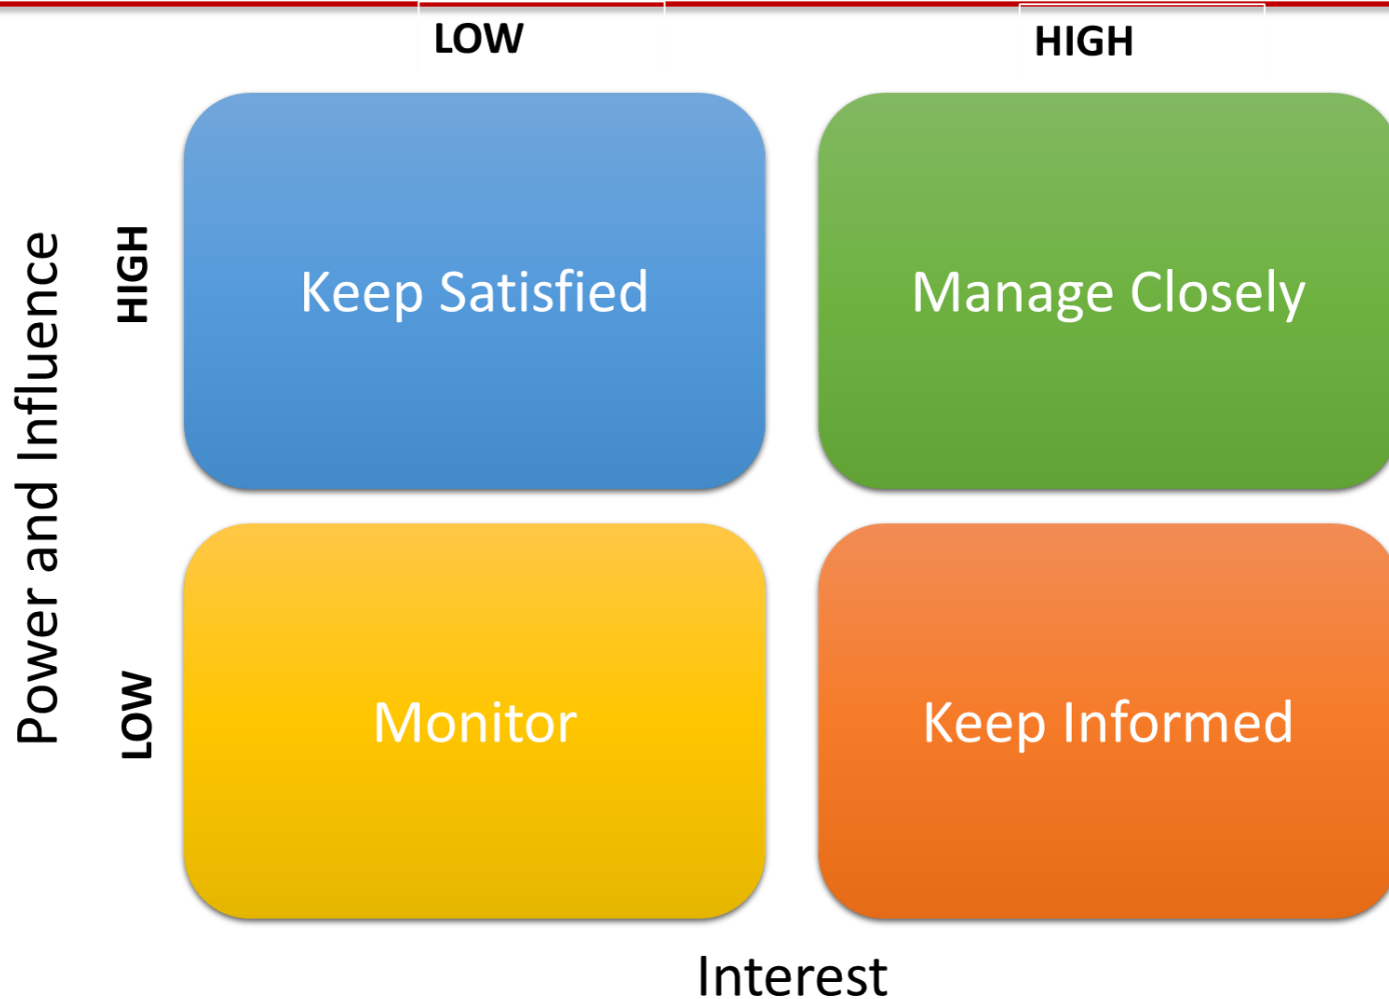 LOW
HIGH
Power and Influence
HIGH
Keep Satisfied
Manage Closely
LOW
Monitor
Keep Informed
Interest